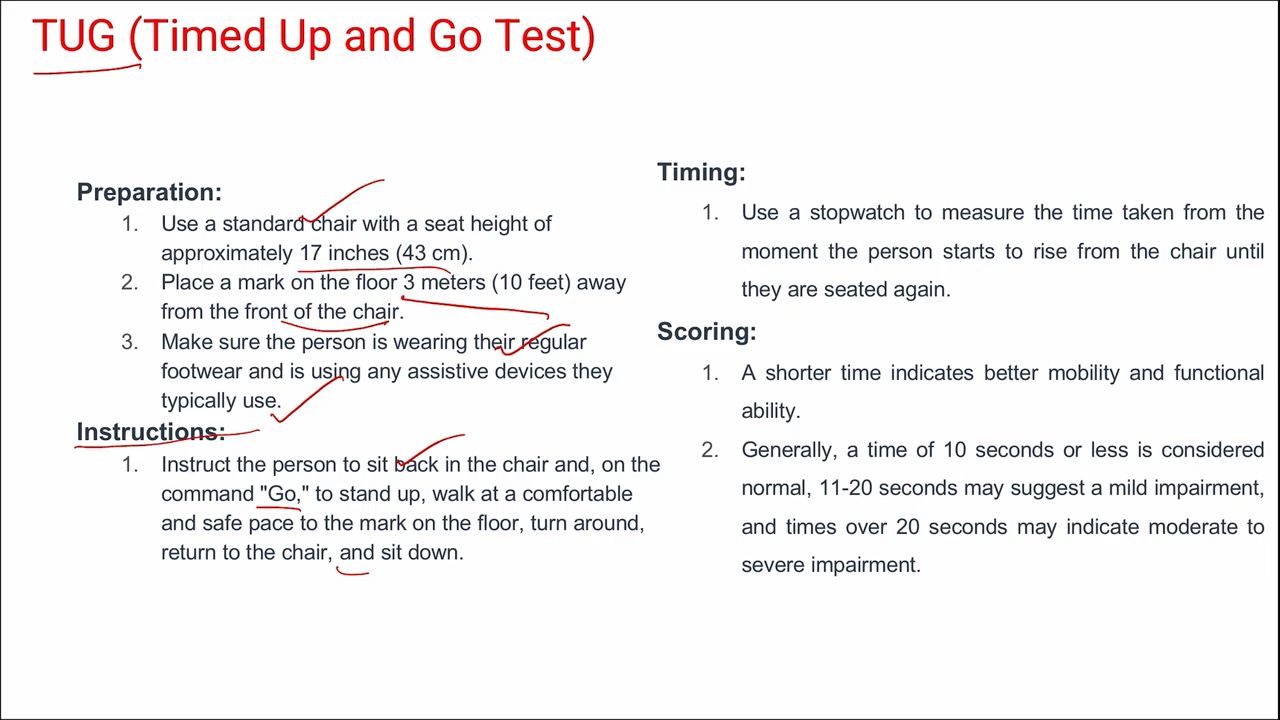 TUG (Timed Up and Go Test)
Preparation:
1. Use a standard chair with a seat height of
approximately 17 inches (43 cm).
2. Place a mark on the floor 3 meters (10 feet) away
from the front of the chair.
3. Make sure the person is wearing their regular
footwear and is using any assistive devices they
typically use.
Instructions:
1. Instruct the person to sit back in the chair and, on the
command "Go," to stand up, walk at a comfortable
and safe pace to the mark on the floor, turn around,
return to the chair, and sit down.
Timing:
1. Use a stopwatch to measure the time taken from the
moment the person starts to rise from the chair until
they are seated again.
Scoring:
1. A shorter time indicates better mobility and functional
ability.
2. Generally, a time of 10 seconds or less is considered
normal, 11-20 seconds may suggest a mild impairment,
and times over 20 seconds may indicate moderate to
severe impairment.